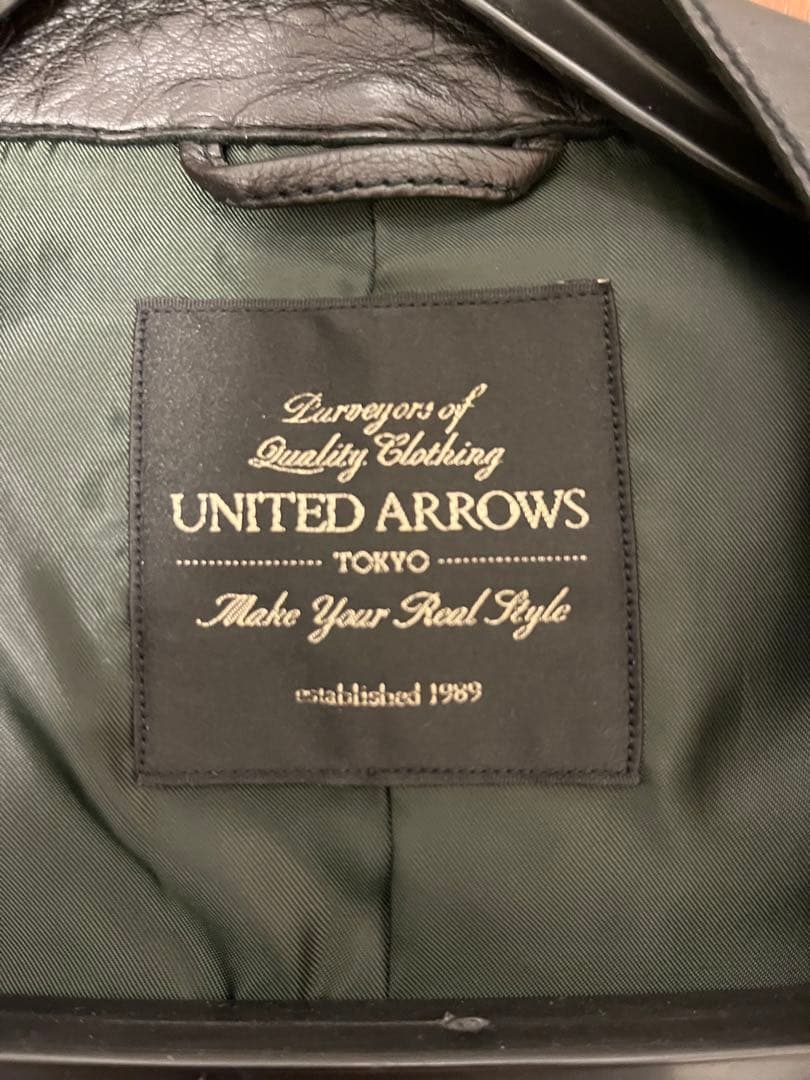 Purveyors of
Quality Clothing
UNITED ARROWS
TOKYO
Make Your Real Style
established 1989